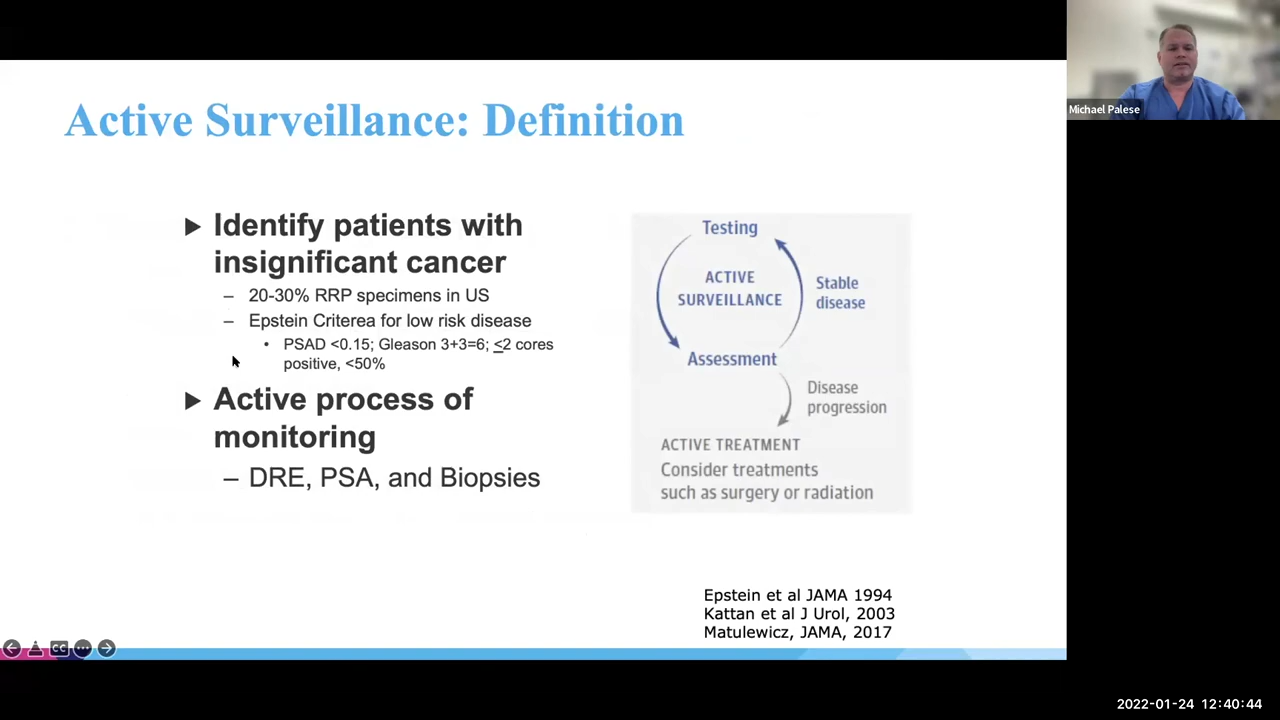 Active Surveillance: Definition
Identify patients with
insignificant cancer
– 20-30% RRP specimens in US
– Epstein Criterea for low risk disease
• PSAD <0.15; Gleason 3+3=6; <2 cores
positive, <50%
Active process of
monitoring
– DRE, PSA, and Biopsies
Testing
ACTIVE
SURVEILLANCE
Stable
disease
Assessment
Disease
progression
ACTIVE TREATMENT
Consider treatments
such as surgery or radiation
Epstein et al JAMA 1994
Kattan et al J Urol, 2003
Matulewicz, JAMA, 2017
CC
Michael Palese
2022-01-24 12:40:44